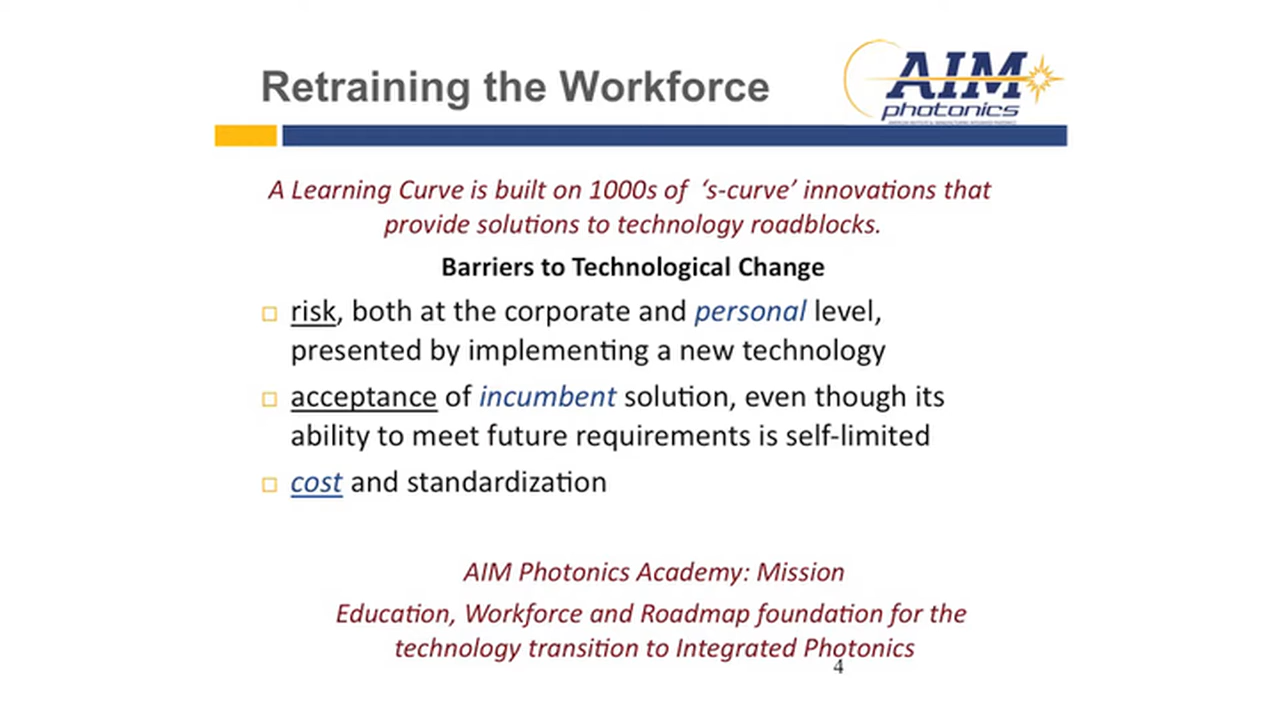 Retraining the Workforce
AIM
photonics
A Learning Curve is built on 1000s of ‘s-curve’ innovations that
provide solutions to technology roadblocks.
Barriers to Technological Change
risk, both at the corporate and personal level,
presented by implementing a new technology
acceptance of incumbent solution, even though its
ability to meet future requirements is self-limited
cost and standardization
AIM Photonics Academy: Mission
Education, Workforce and Roadmap foundation for the
technology transition to Integrated Photonics
4